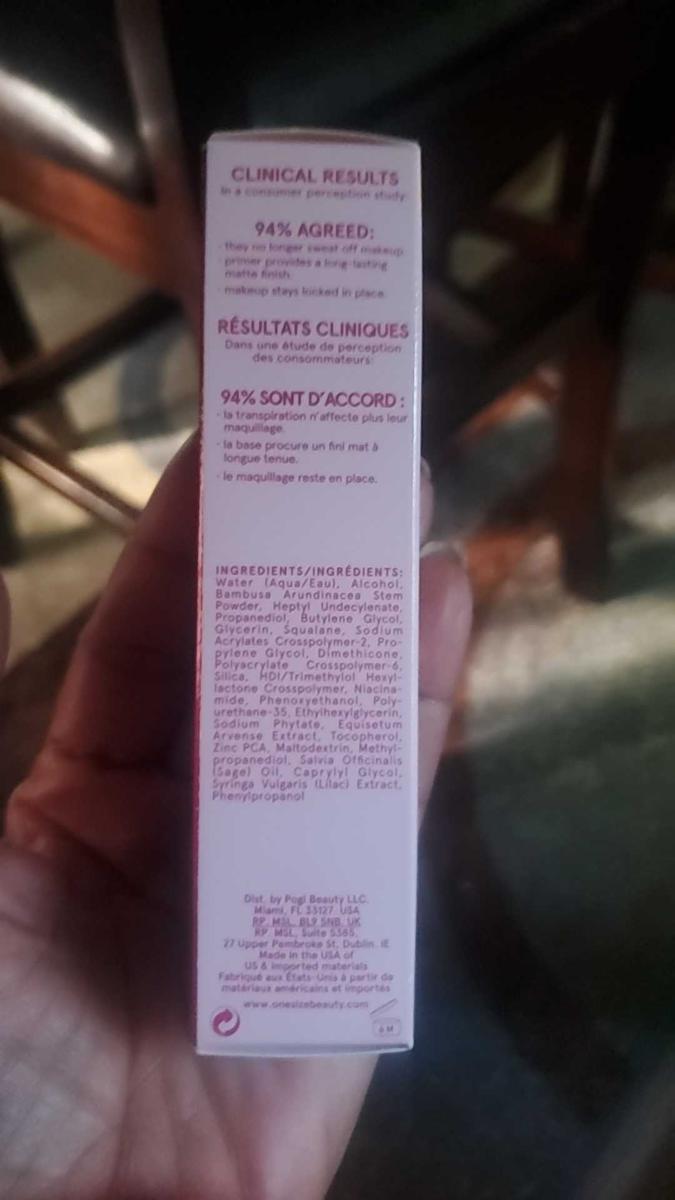 CLINICAL RESULTS
In a consumer perception study
94% AGREED:
· they no longer sweat off makeup.
· primer provides a long-lasting
matte finish.
· makeup stays locked in place.
RÉSULTATS CLINIQUES
Dans une étude de perception
des consommateurs:
94% SONT D'ACCORD :
· la transpiration n'affecte plus leur
maquillage.
· la base procure un fini mat à
longue tenue.
· le maquillage reste en place.
INGREDIENTS/INGRÉDIENTS:
Water (Aqua/Eau), Alcohol,
Bambusa Arundinacea Stem
Powder, Heptyl Undecylenate,
Propanediol, Butylene Glycol,
Glycerin, Squalane, Sodium
Acrylates Crosspolymer-2, Pro-
pylene Glycol, Dimethicone,
Polyacrylate Crosspolymer-6,
Silica, HDI/Trimethylol Hexyl-
lactone Crosspolymer, Niacina-
mide, Phenoxyethanol, Poly-
urethane-35, Ethylhexylglycerin,
Sodium Phytate, Equisetum
Arvense Extract, Tocopherol,
Zinc PCA, Maltodextrin, Methyl-
propanediol, Salvia Officinalis
(Sage) Oil, Caprylyl Glycol,
Syringa Vulgaris (Lilac) Extract,
Phenylpropanol
Dist. by Pogi Beauty LLC.
Miami, FL 33127 USA
RP. MSL, BL9 5NB. UK
RP. MSL, Suite 5385,
27 Upper Pembroke St, Dublin. IE
Made in the USA of
US & imported materials
Fabriqué aux États-Unis à partir de
matériaux américains et importés
www.onesizebeauty.com
6 M